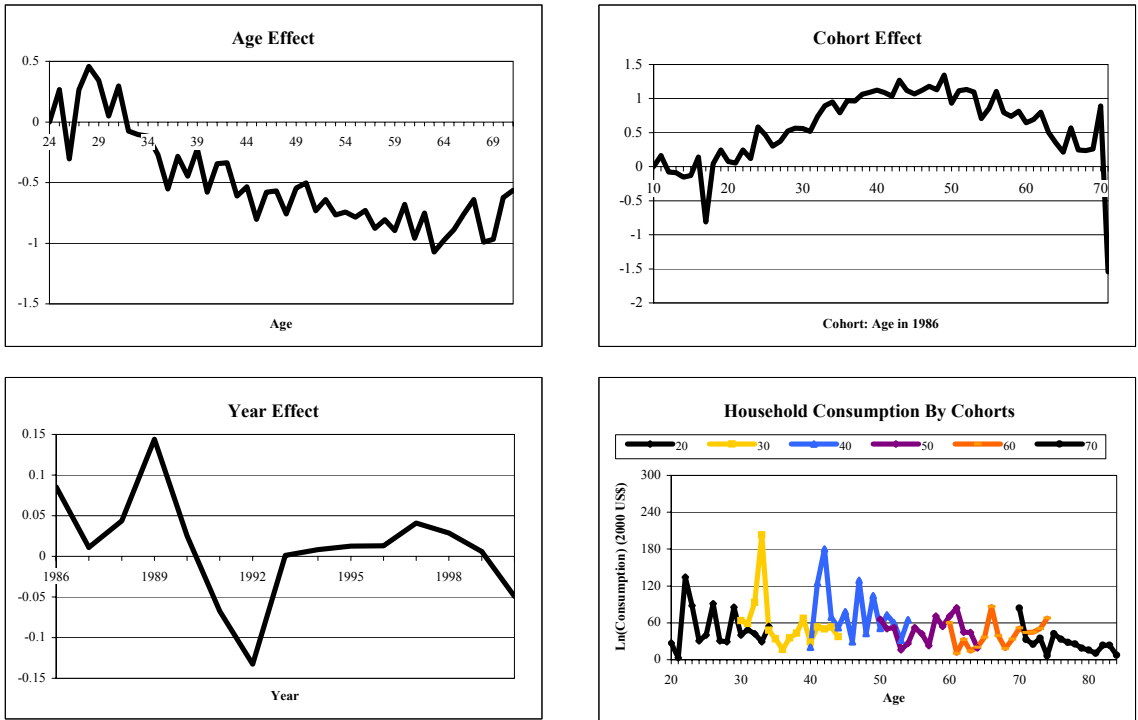 Age Effect
0.5
0
-0.5
-1
-1.5
24 29 34 39 44 49 54 59 64 69
Age
Cohort Effect
1.5
1
0.5
0
-0.5
-1
-1.5
-2
10 20 30 40 50 60 70
Cohort: Age in 1986
Year Effect
0.15
0.1
0.05
0
-0.05
-0.1
-0.15
1986 1989 1992 1995 1998
Year
Household Consumption By Cohorts
20 30 40 50 60 70
Ln(Consumption) (2000 US$)
300
240
180
120
60
0
20 30 40 50 60 70 80
Age